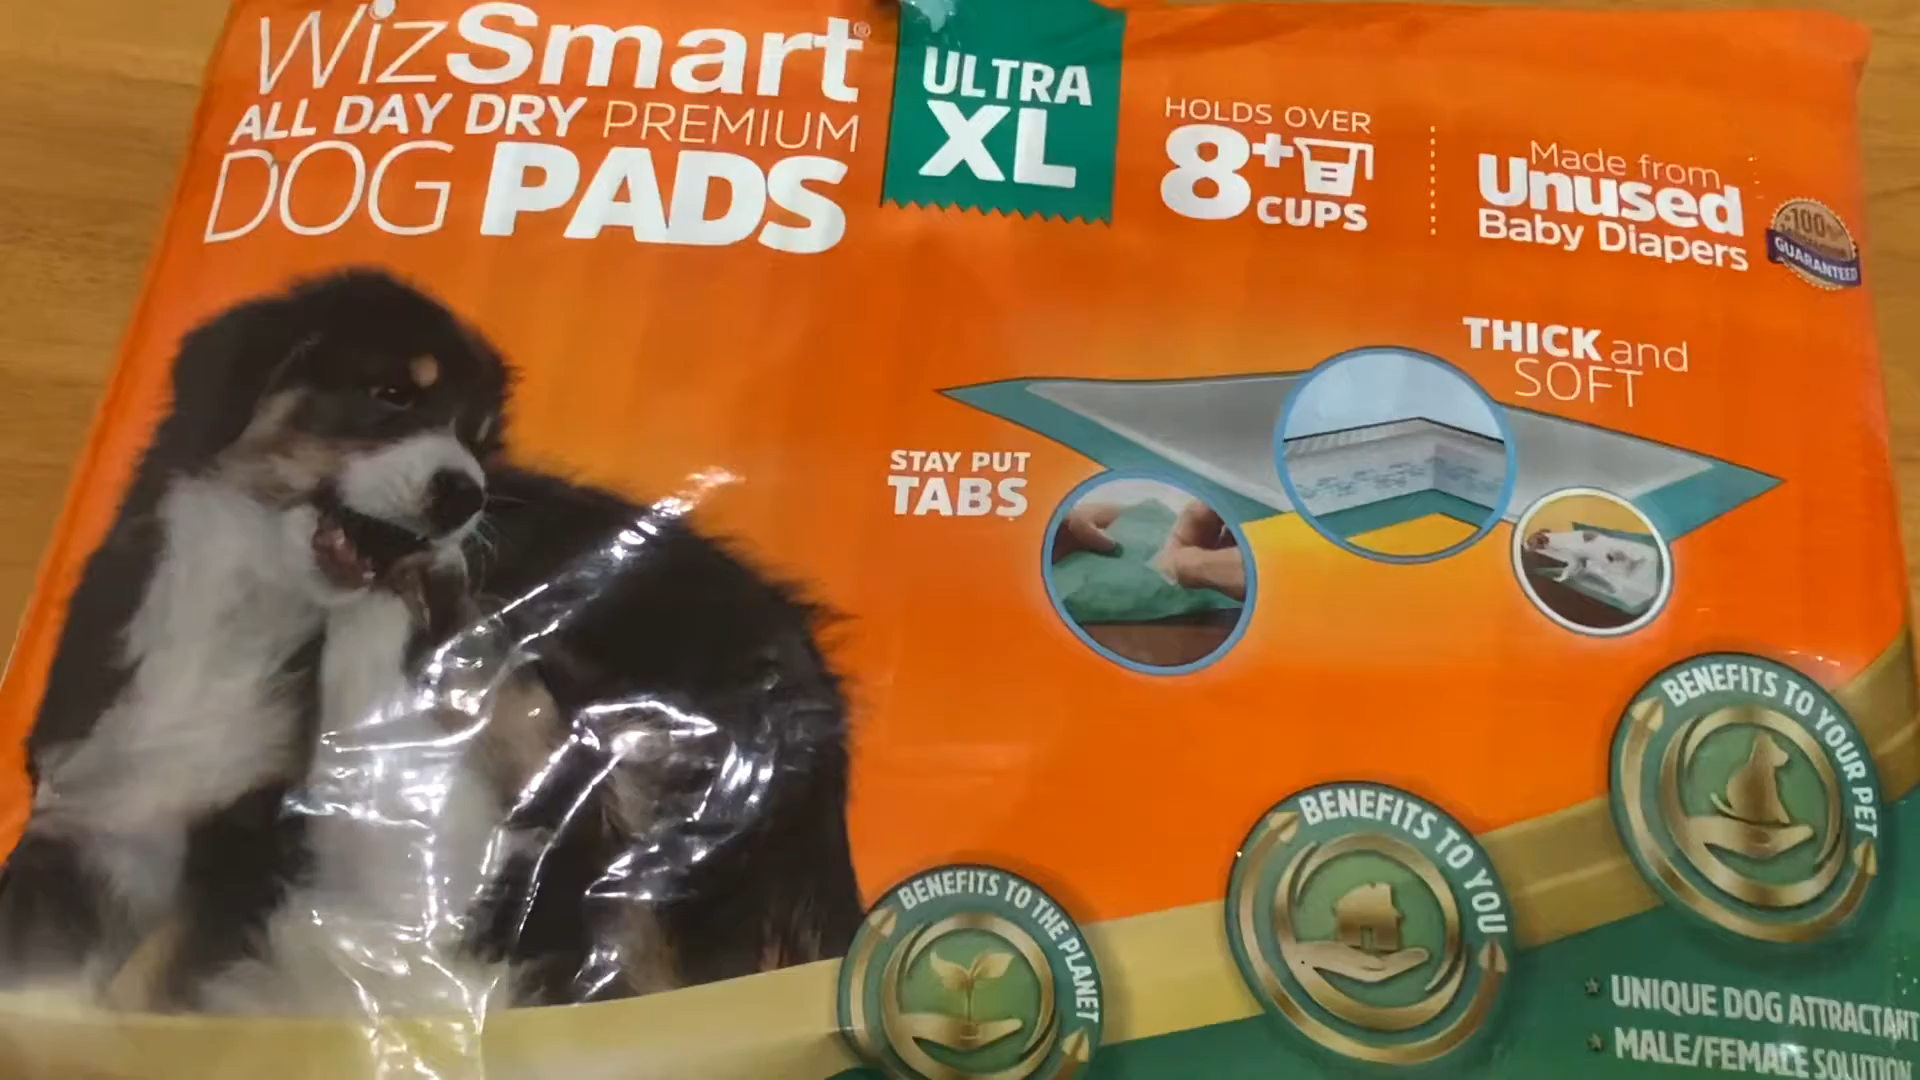 WizSmart®
ALL DAY DRY PREMIUM
DOG PADS
ULTRA
XL
HOLDS OVER
8+
CUPS
Made from
Unused
Baby Diapers
100%
GUARANTEED
THICK and
SOFT
STAY PUT
TABS
BENEFITS TO YOUR PET
BENEFITS TO YOU
BENEFITS TO THE PLANET
UNIQUE DOG ATTRACTANT
MALE/FEMALE SOLUTION